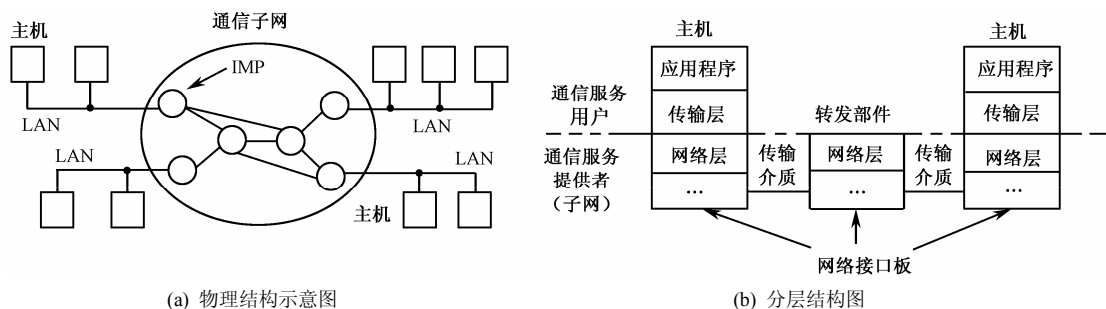 通信子网
主机
IMP
LAN
LAN
LAN
LAN
主机
(a) 物理结构示意图
主机
主机
应用程序
应用程序
通信服务
用户
传输层
转发部件
传输层
通信服务
提供者
(子网)
网络层
传输
介质
网络层
传输
介质
网络层
…
…
…
网络接口板
(b) 分层结构图